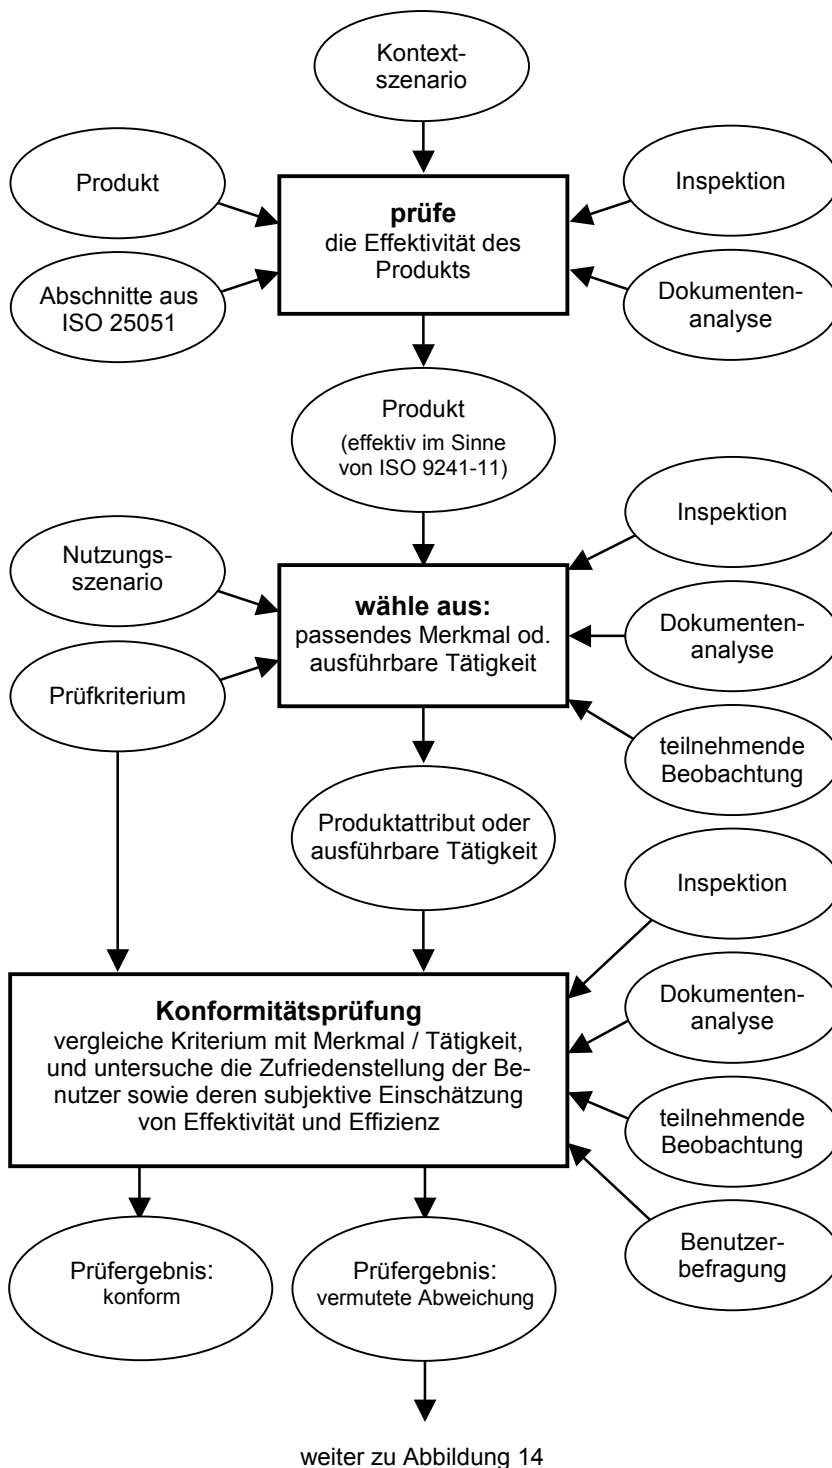 Kontext-
szenario
Produkt
Abschnitte aus
ISO 25051
prüfe
die Effektivität des
Produkts
Inspektion
Dokumenten-
analyse
Produkt
(effektiv im Sinne
von ISO 9241-11)
Nutzungs-
szenario
Prüfkriterium
wähle aus:
passendes Merkmal od.
ausführbare Tätigkeit
Inspektion
Dokumenten-
analyse
teilnehmende
Beobachtung
Produktattribut oder
ausführbare Tätigkeit
Konformitätsprüfung
vergleiche Kriterium mit Merkmal / Tätigkeit,
und untersuche die Zufriedenstellung der Be-
nutzer sowie deren subjektive Einschätzung
von Effektivität und Effizienz
Inspektion
Dokumenten-
analyse
teilnehmende
Beobachtung
Benutzer-
befragung
Prüfergebnis:
konform
Prüfergebnis:
vermutete Abweichung
weiter zu Abbildung 14